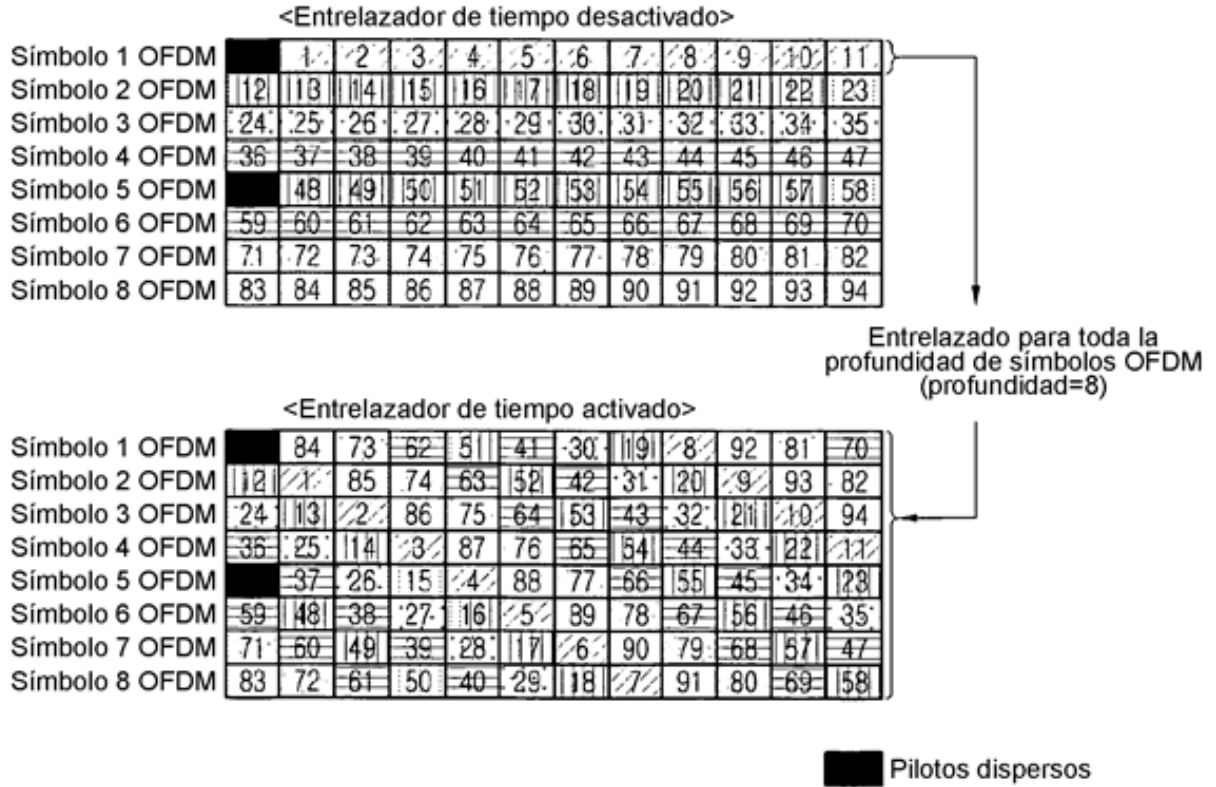 <Entrelazador de tiempo desactivado>
Símbolo 1 OFDM 1 2 3 4 5 6 7 8 9 10 11
Símbolo 2 OFDM 12 13 14 15 16 17 18 19 20 21 22 23
Símbolo 3 OFDM 24 25 26 27 28 29 30 31 32 33 34 35
Símbolo 4 OFDM 36 37 38 39 40 41 42 43 44 45 46 47
Símbolo 5 OFDM 48 49 50 51 52 53 54 55 56 57 58
Símbolo 6 OFDM 59 60 61 62 63 64 65 66 67 68 69 70
Símbolo 7 OFDM 71 72 73 74 75 76 77 78 79 80 81 82
Símbolo 8 OFDM 83 84 85 86 87 88 89 90 91 92 93 94
Entrelazado para toda la
profundidad de símbolos OFDM
(profundidad=8)
<Entrelazador de tiempo activado>
Símbolo 1 OFDM 84 73 62 51 41 30 19 8 92 81 70
Símbolo 2 OFDM 12 1 85 74 63 52 42 31 20 9 93 82
Símbolo 3 OFDM 24 13 2 86 75 64 53 43 32 21 10 94
Símbolo 4 OFDM 36 25 14 3 87 76 65 54 44 33 22 11
Símbolo 5 OFDM 37 26 15 4 88 77 66 55 45 34 23
Símbolo 6 OFDM 59 48 38 27 16 5 89 78 67 56 46 35
Símbolo 7 OFDM 71 60 49 39 28 17 6 90 79 68 57 47
Símbolo 8 OFDM 83 72 61 50 40 29 18 7 91 80 69 58
Pilotos dispersos